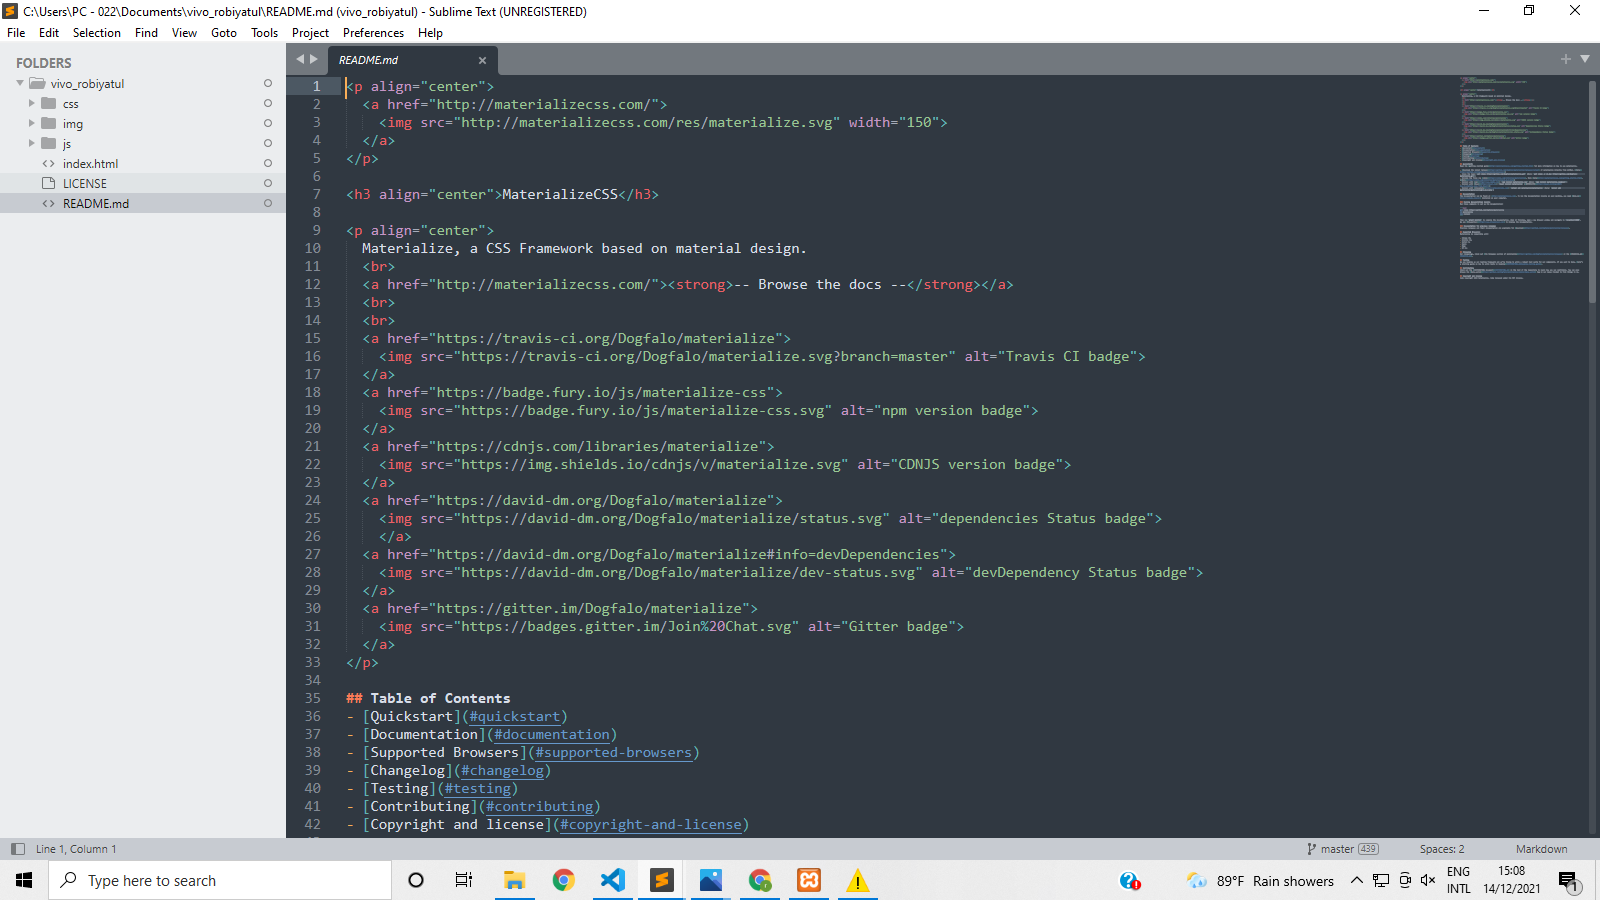 C:\Users\PC - 022\Documents\vivo_robiyatul\README.md (vivo_robiyatul) - Sublime Text (UNREGISTERED)
File Edit Selection Find View Goto Tools Project Preferences Help
FOLDERS
vivo_robiyatul
css
img
js
index.html
LICENSE
README.md
README.md
1 <p align="center">
2 <a href="http://materializecss.com/">
3 <img src="http://materializecss.com/res/materialize.svg" width="150">
4 </a>
5 </p>
6
7 <h3 align="center">MaterializeCSS</h3>
8
9 <p align="center">
10 Materialize, a CSS Framework based on material design.
11 <br>
12 <a href="http://materializecss.com/"><strong>-- Browse the docs --</strong></a>
13 <br>
14 <br>
15 <a href="https://travis-ci.org/Dogfalo/materialize">
16 <img src="https://travis-ci.org/Dogfalo/materialize.svg?branch=master" alt="Travis CI badge">
17 </a>
18 <a href="https://badge.fury.io/js/materialize-css">
19 <img src="https://badge.fury.io/js/materialize-css.svg" alt="npm version badge">
20 </a>
21 <a href="https://cdnjs.com/libraries/materialize">
22 <img src="https://img.shields.io/cdnjs/v/materialize.svg" alt="CDNJS version badge">
23 </a>
24 <a href="https://david-dm.org/Dogfalo/materialize">
25 <img src="https://david-dm.org/Dogfalo/materialize/status.svg" alt="dependencies Status badge">
26 </a>
27 <a href="https://david-dm.org/Dogfalo/materialize#info=devDependencies">
28 <img src="https://david-dm.org/Dogfalo/materialize/dev-status.svg" alt="devDependency Status badge">
29 </a>
30 <a href="https://gitter.im/Dogfalo/materialize">
31 <img src="https://badges.gitter.im/Join%20Chat.svg" alt="Gitter badge">
32 </a>
33 </p>
34
35 ## Table of Contents
36 - [Quickstart](#quickstart)
37 - [Documentation](#documentation)
38 - [Supported Browsers](#supported-browsers)
39 - [Changelog](#changelog)
40 - [Testing](#testing)
41 - [Contributing](#contributing)
42 - [Copyright and license](#copyright-and-license)
Line 1, Column 1 master 439 Spaces: 2 Markdown
Type here to search
89°F Rain showers
ENG
INTL
15:08
14/12/2021
1